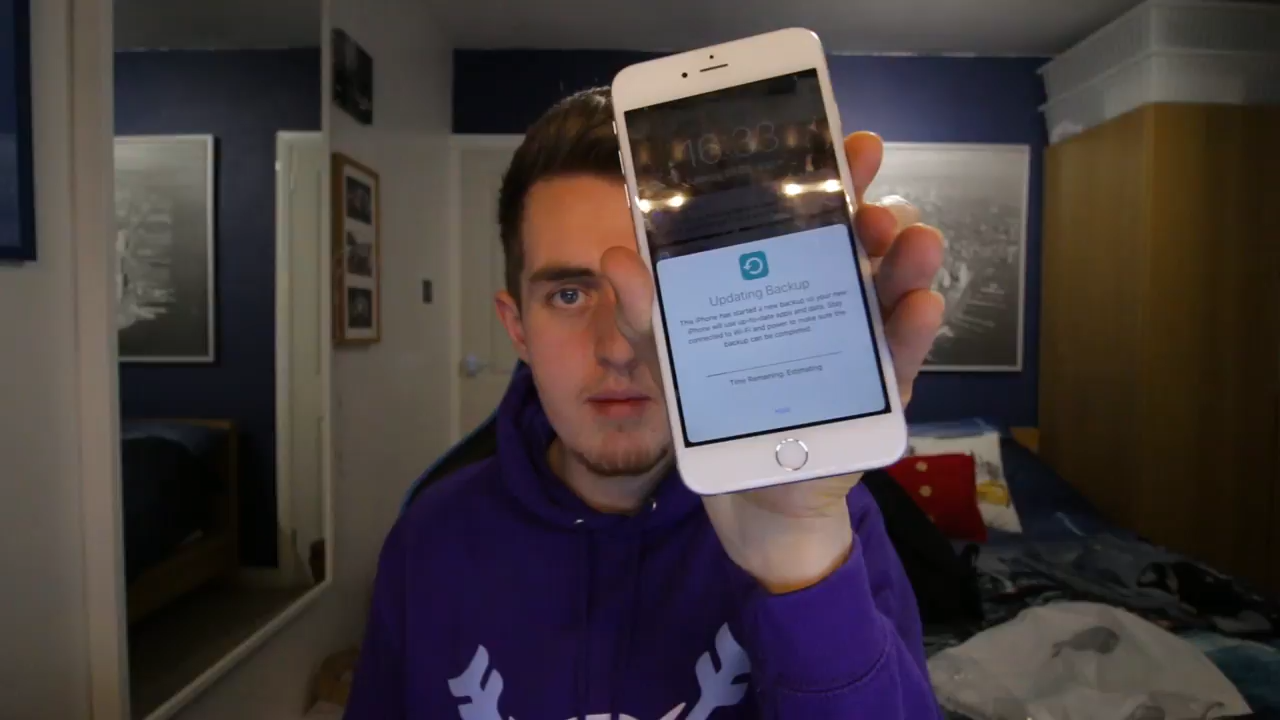 16:33
Updating Backup
This iPhone has started a new backup so your new
iPhone will use up-to-date apps and data. Stay
connected to Wi-Fi and power to make sure the
backup can be completed.
Time Remaining: Estimating
Hide